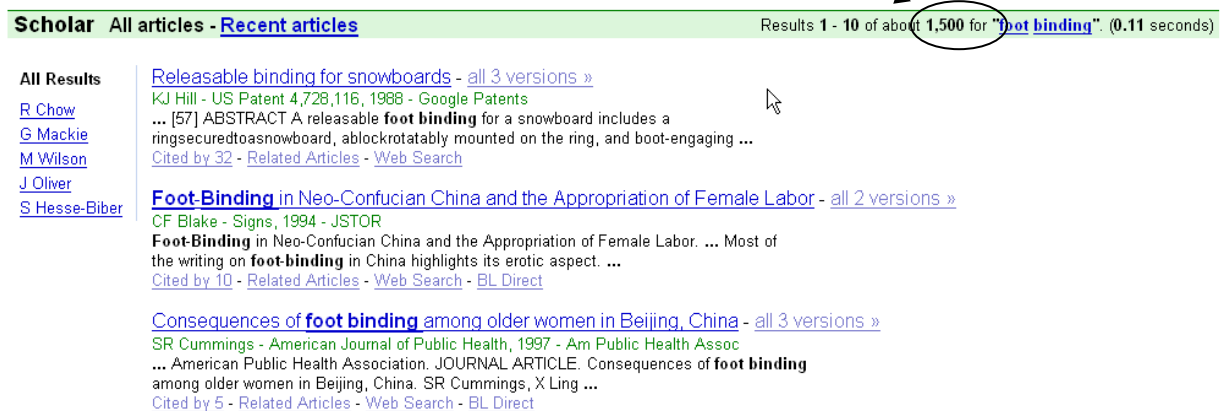 Scholar All articles - Recent articles Results 1 - 10 of about 1,500 for "foot binding". (0.11 seconds)
All Results
R Chow
G Mackie
M Wilson
J Oliver
S Hesse-Biber
Releasable binding for snowboards - all 3 versions »
KJ Hill - US Patent 4,728,116, 1988 - Google Patents
... [57] ABSTRACT A releasable foot binding for a snowboard includes a
ringsecuredtoasnowboard, ablockrotatably mounted on the ring, and boot-engaging ...
Cited by 32 - Related Articles - Web Search
Foot-Binding in Neo-Confucian China and the Appropriation of Female Labor - all 2 versions »
CF Blake - Signs, 1994 - JSTOR
Foot-Binding in Neo-Confucian China and the Appropriation of Female Labor. ... Most of
the writing on foot-binding in China highlights its erotic aspect. ...
Cited by 10 - Related Articles - Web Search - BL Direct
Consequences of foot binding among older women in Beijing, China - all 3 versions »
SR Cummings - American Journal of Public Health, 1997 - Am Public Health Assoc
... American Public Health Association. JOURNAL ARTICLE. Consequences of foot binding
among older women in Beijing, China. SR Cummings, X Ling ...
Cited by 5 - Related Articles - Web Search - BL Direct